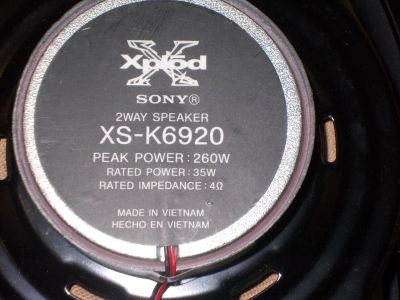 Xplōd
SONY®
2WAY SPEAKER
XS-K6920
PEAK POWER : 260W
RATED POWER : 35W
RATED IMPEDANCE : 4Ω
MADE IN VIETNAM
HECHO EN VIETNAM